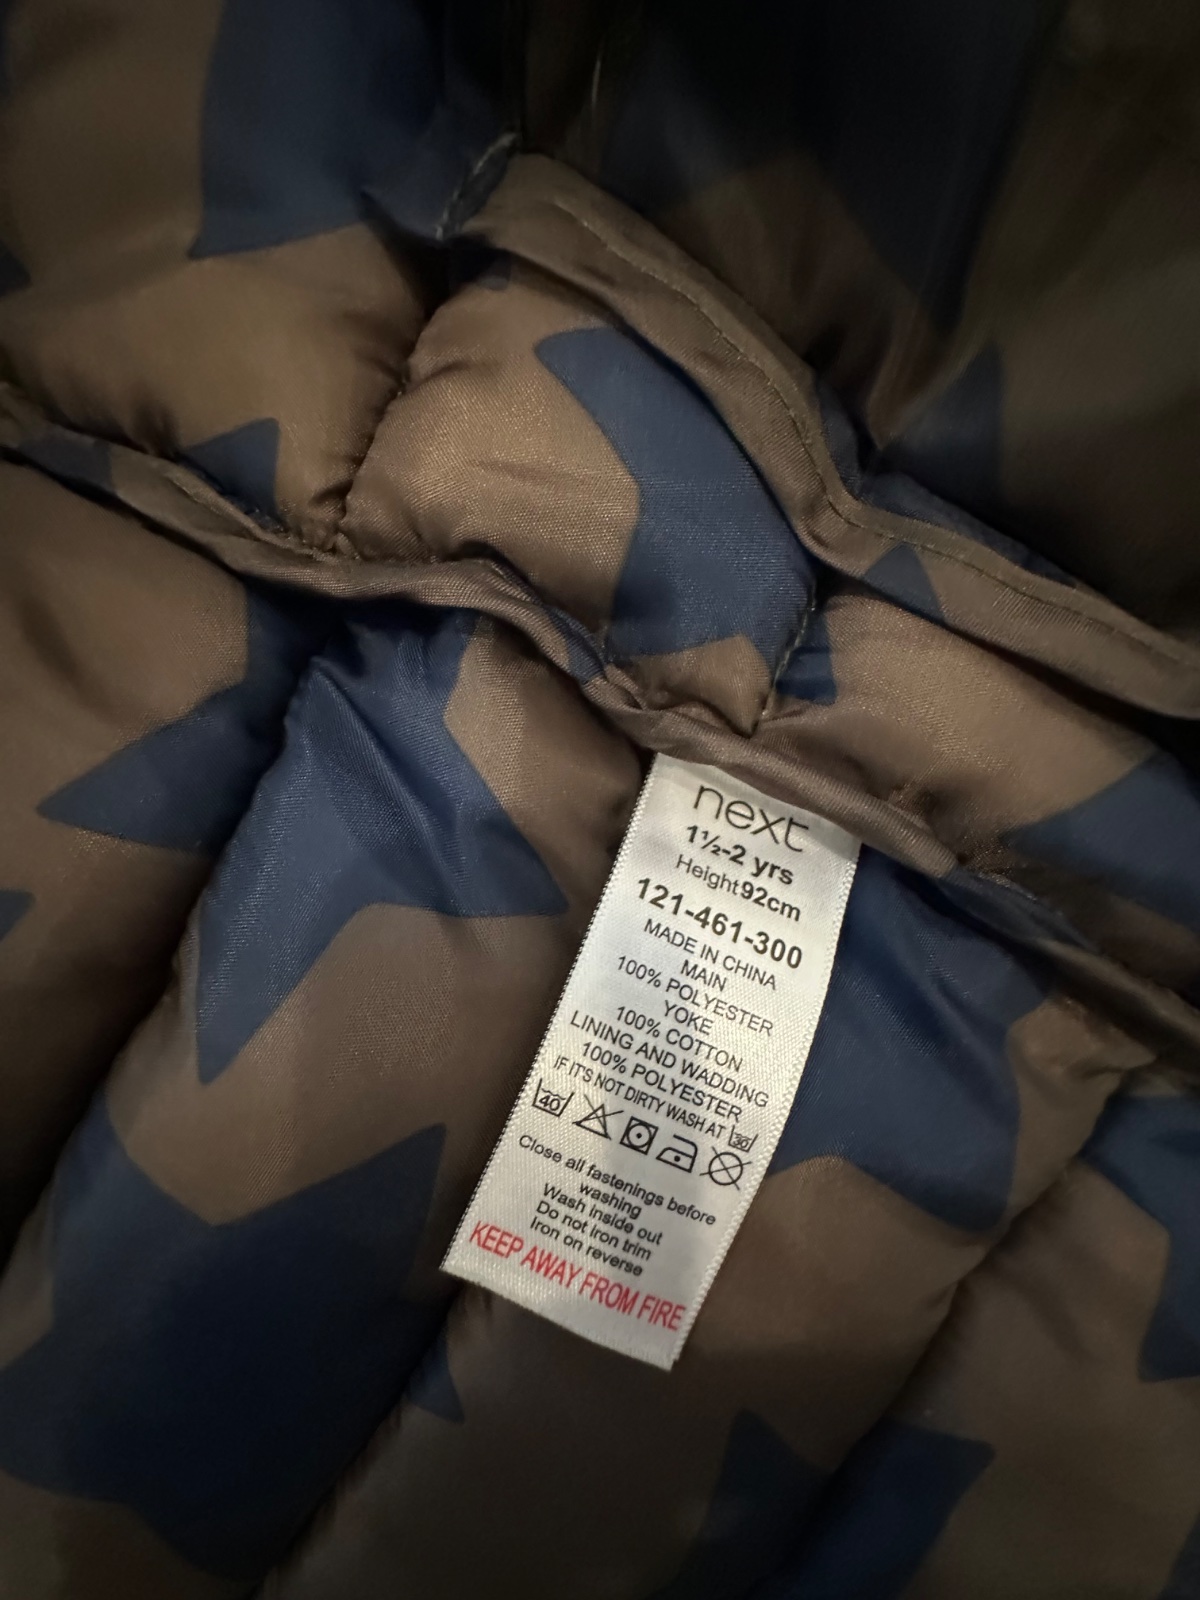 next
1½-2 yrs
Height 92cm
121-461-300
MADE IN CHINA
MAIN
100% POLYESTER
YOKE
100% COTTON
LINING AND WADDING
100% POLYESTER
IF IT'S NOT DIRTY WASH AT 30
40
Close all fastenings before
washing
Wash inside out
Do not iron trim
Iron on reverse
KEEP AWAY FROM FIRE